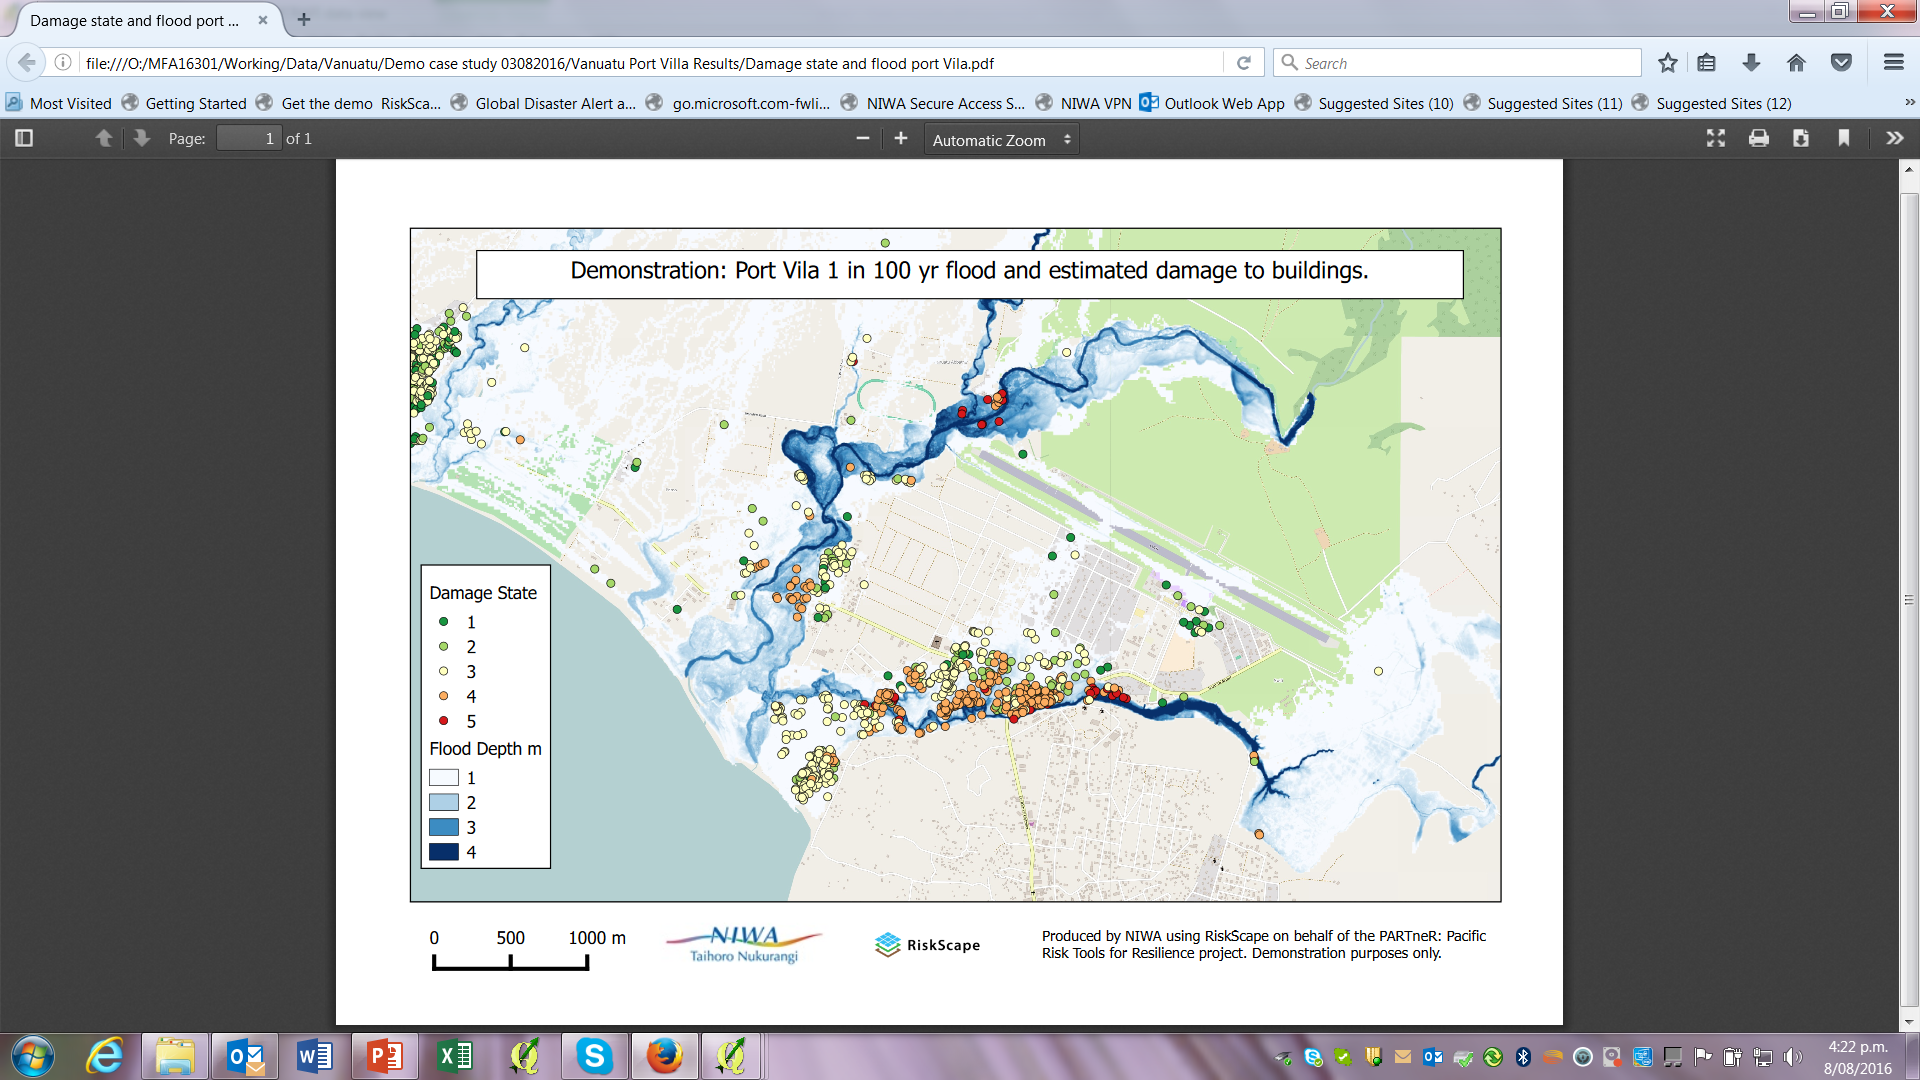 Damage state and flood port ...
file:///O:/MFA16301/Working/Data/Vanuatu/Demo case study 03082016/Vanuatu Port Villa Results/Damage state and flood port Vila.pdf
Search
Most Visited
Getting Started
Get the demo RiskSca...
Global Disaster Alert a...
go.microsoft.com-fwli...
NIWA Secure Access S...
NIWA VPN
Outlook Web App
Suggested Sites (10)
Suggested Sites (11)
Suggested Sites (12)
Page: 1 of 1
Automatic Zoom
Demonstration: Port Vila 1 in 100 yr flood and estimated damage to buildings.
Damage State
1
2
3
4
5
Flood Depth m
1
2
3
4
0 500 1000 m
NIWA
Taihoro Nukurangi
RiskScape
Produced by NIWA using RiskScape on behalf of the PARTneR: Pacific
Risk Tools for Resilience project. Demonstration purposes only.
4:22 p.m.
8/08/2016